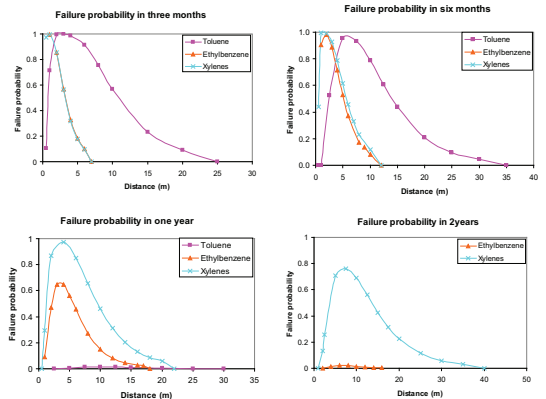 Failure probability in three months
Failure probability
1
0.8
0.6
0.4
0.2
0
0
5
10
15
20
25
30
Distance (m)
Toluene
Ethylbenzene
Xylenes
Failure probability in six months
Failure probability
1
0.8
0.6
0.4
0.2
0
0
5
10
15
20
25
30
35
40
Distance (m)
Toluene
Ethylbenzene
Xylenes
Failure probability in one year
Failure probability
1
0.8
0.6
0.4
0.2
0
0
5
10
15
20
25
30
35
Distance (m)
Toluene
Ethylbenzene
Xylenes
Failure probability in 2years
Failure probability
1
0.8
0.6
0.4
0.2
0
0
10
20
30
40
50
Distance (m)
Ethylbenzene
Xylenes